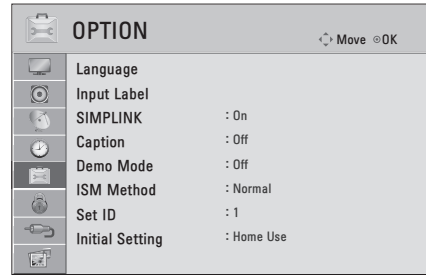 OPTION
Move ⊙OK
Language
Input Label
SIMPLINK : On
Caption : Off
Demo Mode : Off
ISM Method : Normal
Set ID : 1
Initial Setting : Home Use